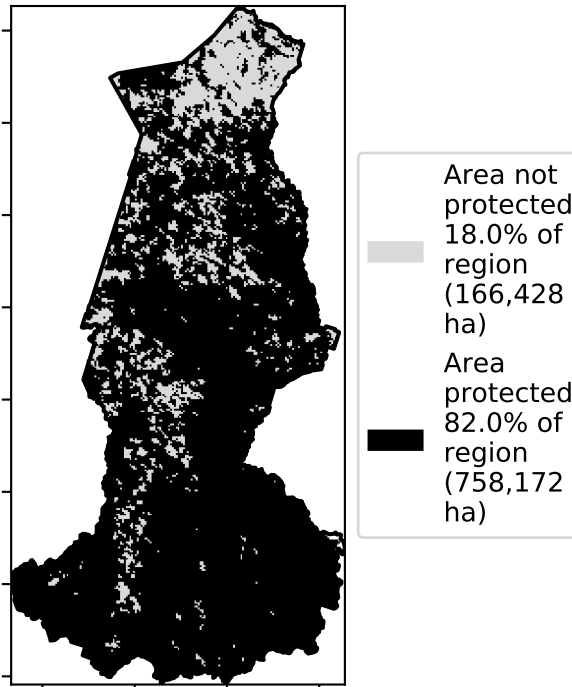 Area not
protected
18.0% of
region
(166,428
ha)
Area
protected
82.0% of
region
(758,172
ha)